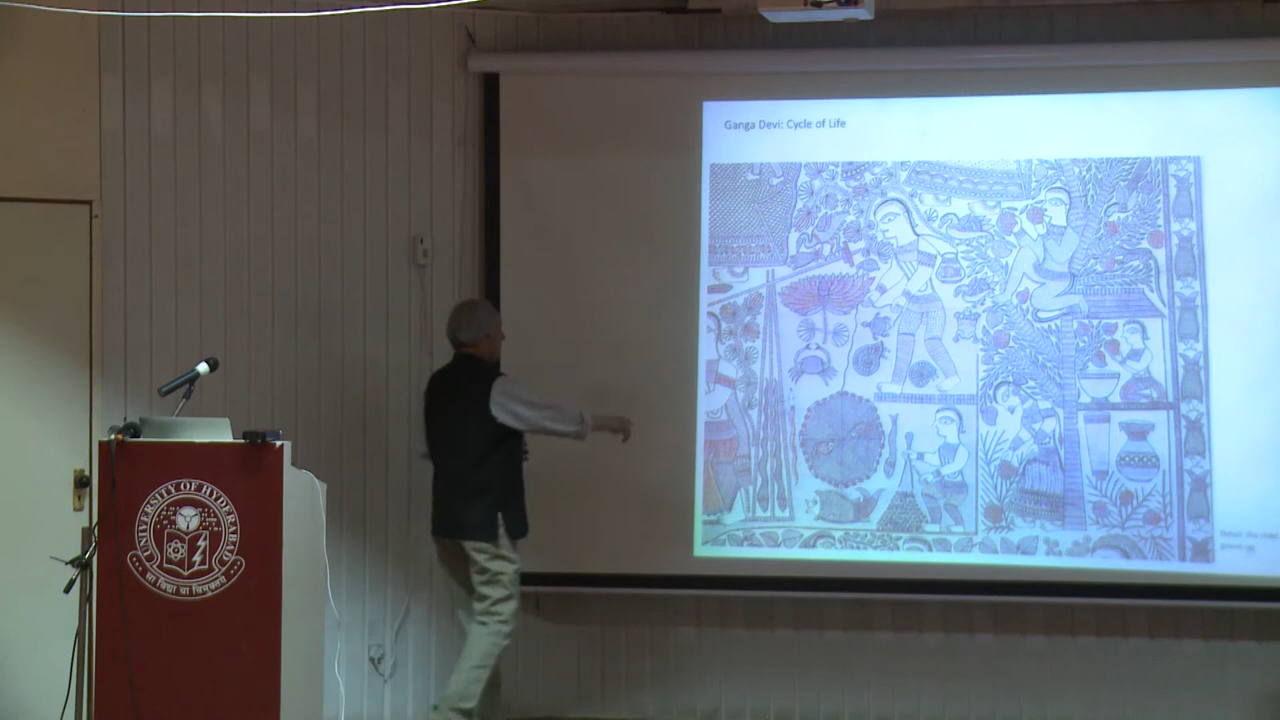 Ganga Devi: Cycle of Life
UNIVERSITY OF HYDERABAD
सा विद्या या विमुक्तये